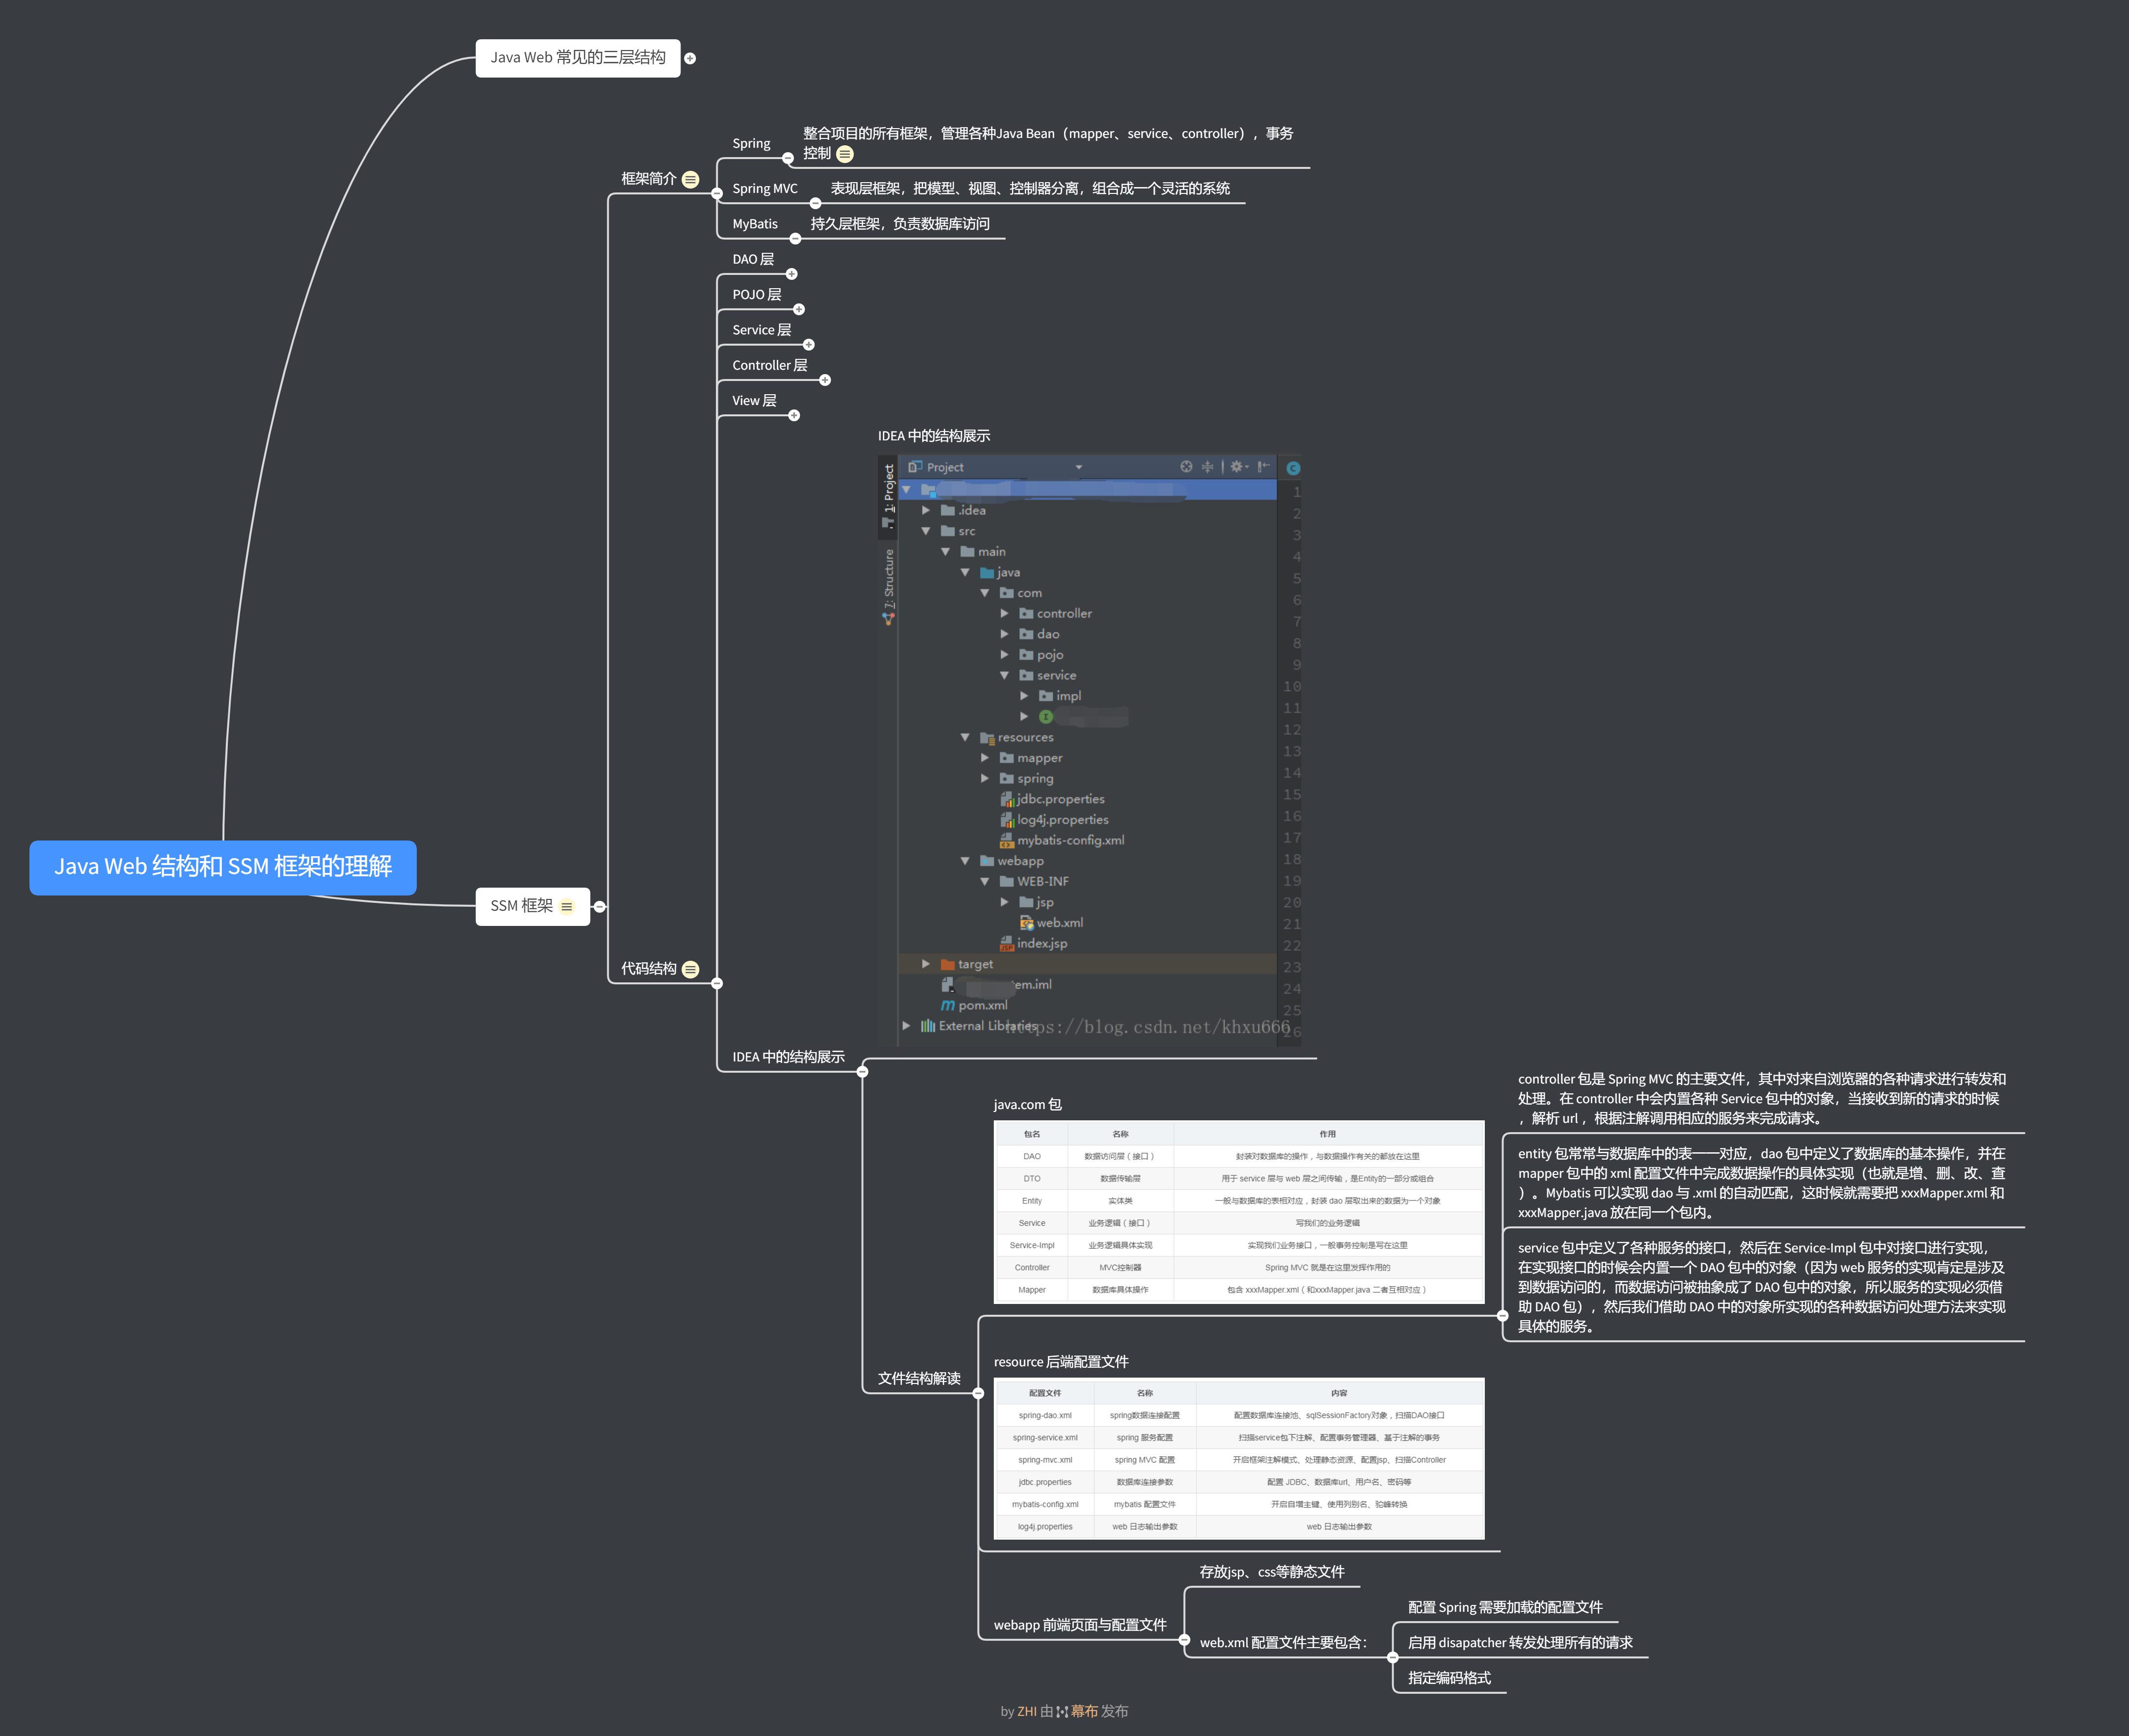 Java Web 常见的三层结构
Java Web 结构和 SSM 框架的理解
SSM 框架
框架简介
Spring
整合项目的所有框架，管理各种Java Bean（mapper、service、controller），事务
控制
Spring MVC
表现层框架，把模型、视图、控制器分离，组合成一个灵活的系统
MyBatis
持久层框架，负责数据库访问
代码结构
DAO 层
POJO 层
Service 层
Controller 层
View 层
IDEA 中的结构展示
IDEA 中的结构展示
1: Project
7: Structure
Project
.idea
src
main
java
com
controller
dao
pojo
service
impl
resources
mapper
spring
jdbc.properties
log4j.properties
mybatis-config.xml
webapp
WEB-INF
jsp
web.xml
index.jsp
target
tem.iml
pom.xml
External Libraries
https://blog.csdn.net/khxu666
1
2
3
4
5
6
7
8
9
10
11
12
13
14
15
16
17
18
19
20
21
22
23
24
25
26
文件结构解读
java.com 包
包名 名称 作用
DAO 数据访问层（接口） 封装对数据库的操作，与数据操作有关的都放在这里
DTO 数据传输层 用于 service 层与 web 层之间传输，是Entity的一部分或组合
Entity 实体类 一般与数据库的表相对应，封装 dao 层取出来的数据为一个对象
Service 业务逻辑（接口） 写我们的业务逻辑
Service-Impl 业务逻辑具体实现 实现我们业务接口，一般事务控制是写在这里
Controller MVC控制器 Spring MVC 就是在这里发挥作用的
Mapper 数据库具体操作 包含 xxxMapper.xml（和xxxMapper.java 二者互相对应）
controller 包是 Spring MVC 的主要文件，其中对来自浏览器的各种请求进行转发和
处理。在 controller 中会内置各种 Service 包中的对象，当接收到新的请求的时候
，解析 url ，根据注解调用相应的服务来完成请求。
entity 包常常与数据库中的表一一对应，dao 包中定义了数据库的基本操作，并在
mapper 包中的 xml 配置文件中完成数据操作的具体实现（也就是增、删、改、查
）。Mybatis 可以实现 dao 与 .xml 的自动匹配，这时候就需要把 xxxMapper.xml 和
xxxMapper.java 放在同一个包内。
service 包中定义了各种服务的接口，然后在 Service-Impl 包中对接口进行实现，
在实现接口的时候会内置一个 DAO 包中的对象（因为 web 服务的实现肯定是涉及
到数据访问的，而数据访问被抽象成了 DAO 包中的对象，所以服务的实现必须借
助 DAO 包），然后我们借助 DAO 中的对象所实现的各种数据访问处理方法来实现
具体的服务。
resource 后端配置文件
配置文件 名称 内容
spring-dao.xml spring数据连接配置 配置数据库连接池、sqlSessionFactory对象，扫描DAO接口
spring-service.xml spring 服务配置 扫描service包下注解、配置事务管理器、基于注解的事务
spring-mvc.xml spring MVC 配置 开启框架注解模式、处理静态资源、配置jsp、扫描Controller
jdbc.properties 数据库连接参数 配置 JDBC、数据库url、用户名、密码等
mybatis-config.xml mybatis 配置文件 开启自增主键、使用列别名、驼峰转换
log4j.properties web 日志输出参数 web 日志输出参数
webapp 前端页面与配置文件
存放jsp、css等静态文件
web.xml 配置文件主要包含：
配置 Spring 需要加载的配置文件
启用 disapatcher 转发处理所有的请求
指定编码格式
by ZHI 由 幕布 发布